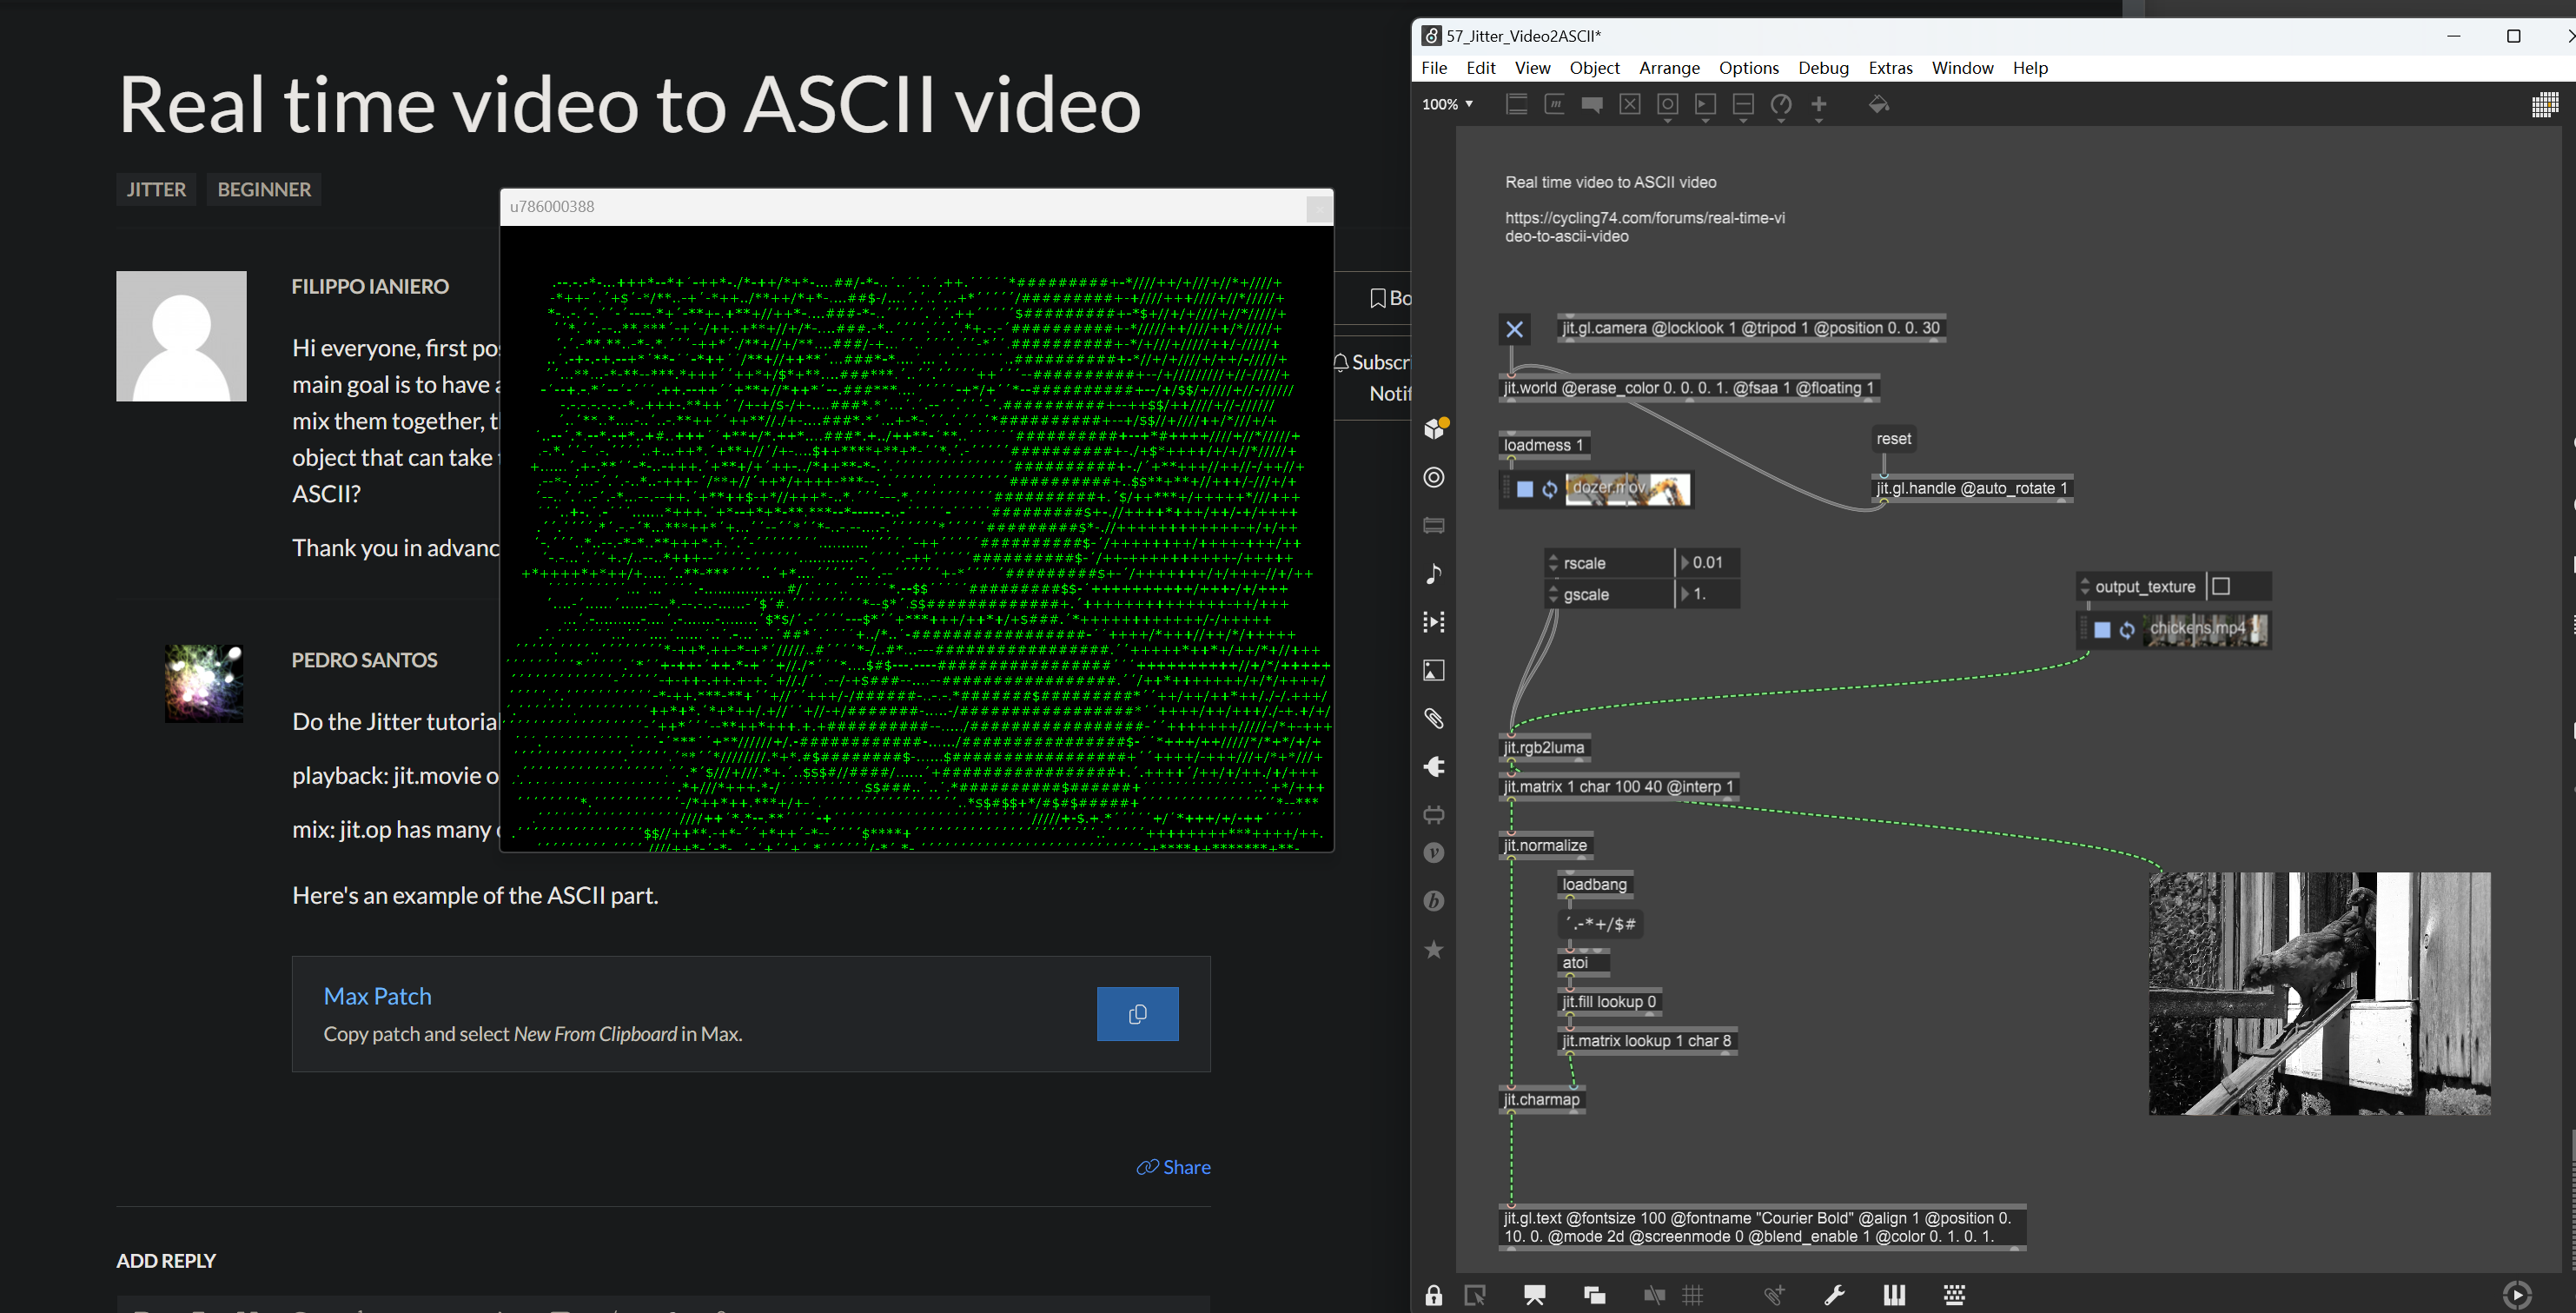 Real time video to ASCII video
JITTER BEGINNER
FILIPPO IANIERO
Hi everyone, first
main goal is to have
mix them together,
object that can take
ASCII?
Thank you in
PEDRO SANTOS
Do the Jitter
playback: jit.movie
mix: jit.op has many
Here's an example of the ASCII part.
Max Patch
Copy patch and select New From Clipboard in Max.
Share
ADD REPLY
u786000388
57_Jitter_Video2ASCII*
File Edit View Object Arrange Options Debug Extras Window Help
100%
Real time video to ASCII video
https://cycling74.com/forums/real-time-vi
deo-to-ascii-video
jit.gl.camera @locklook 1 @tripod 1 @position 0. 0. 30
jit.world @erase_color 0. 0. 0. 1. @fsaa 1 @floating 1
loadmess 1
dozer.mov
reset
jit.gl.handle @auto_rotate 1
rscale 0.01
gscale 1.
output_texture
chickens.mp4
jit.rgb2luma
jit.matrix 1 char 100 40 @interp 1
jit.normalize
loadbang
´.-*+/$#
atoi
jit.fill lookup 0
jit.matrix lookup 1 char 8
jit.charmap
jit.gl.text @fontsize 100 @fontname "Courier Bold" @align 1 @position 0.
10. 0. @mode 2d @screenmode 0 @blend_enable 1 @color 0. 1. 0. 1.